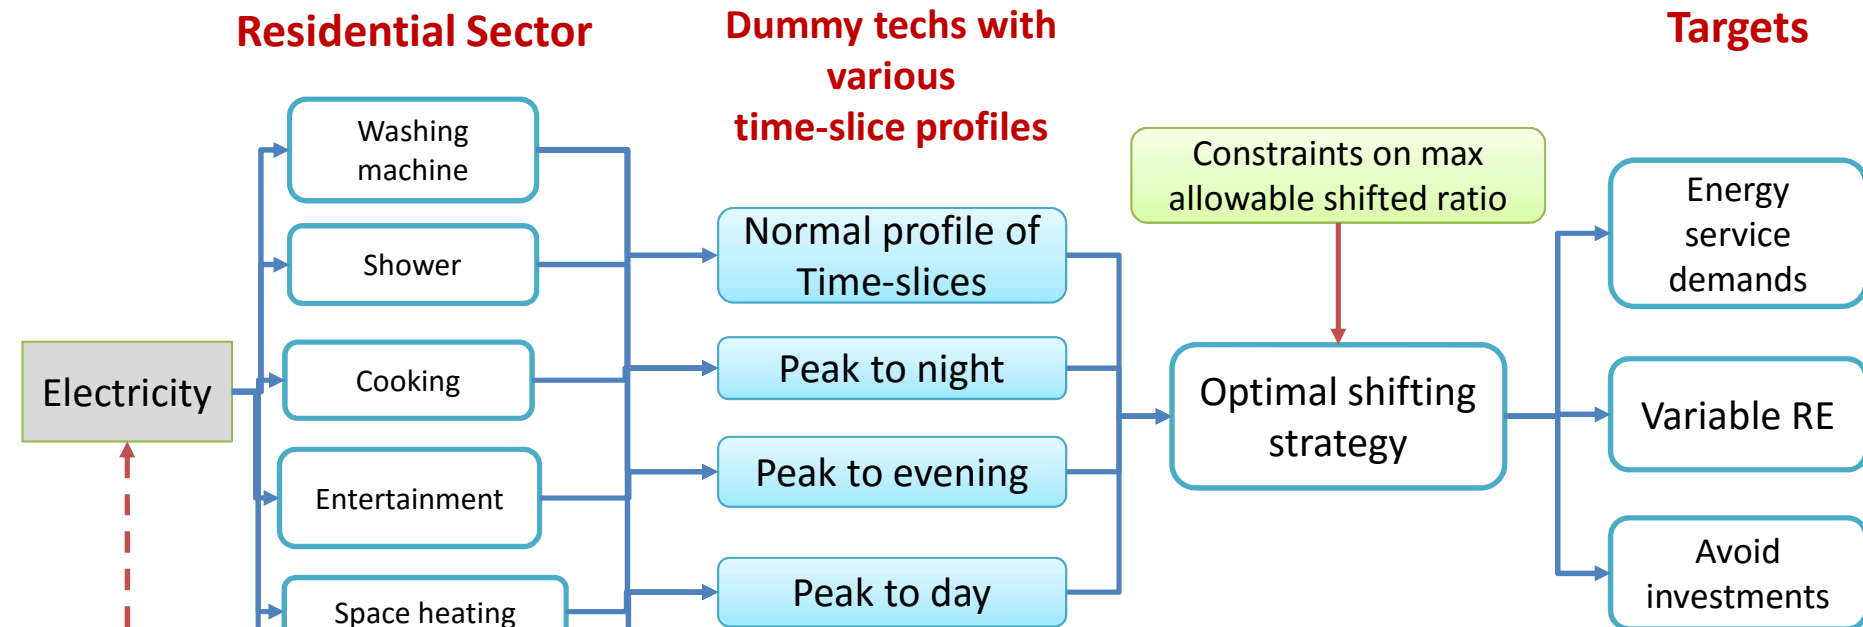 Residential Sector
Dummy techs with
various
time-slice profiles
Targets
Electricity
Washing
machine
Shower
Cooking
Entertainment
Space heating
Normal profile of
Time-slices
Peak to night
Peak to evening
Peak to day
Constraints on max
allowable shifted ratio
Optimal shifting
strategy
Energy
service
demands
Variable RE
Avoid
investments